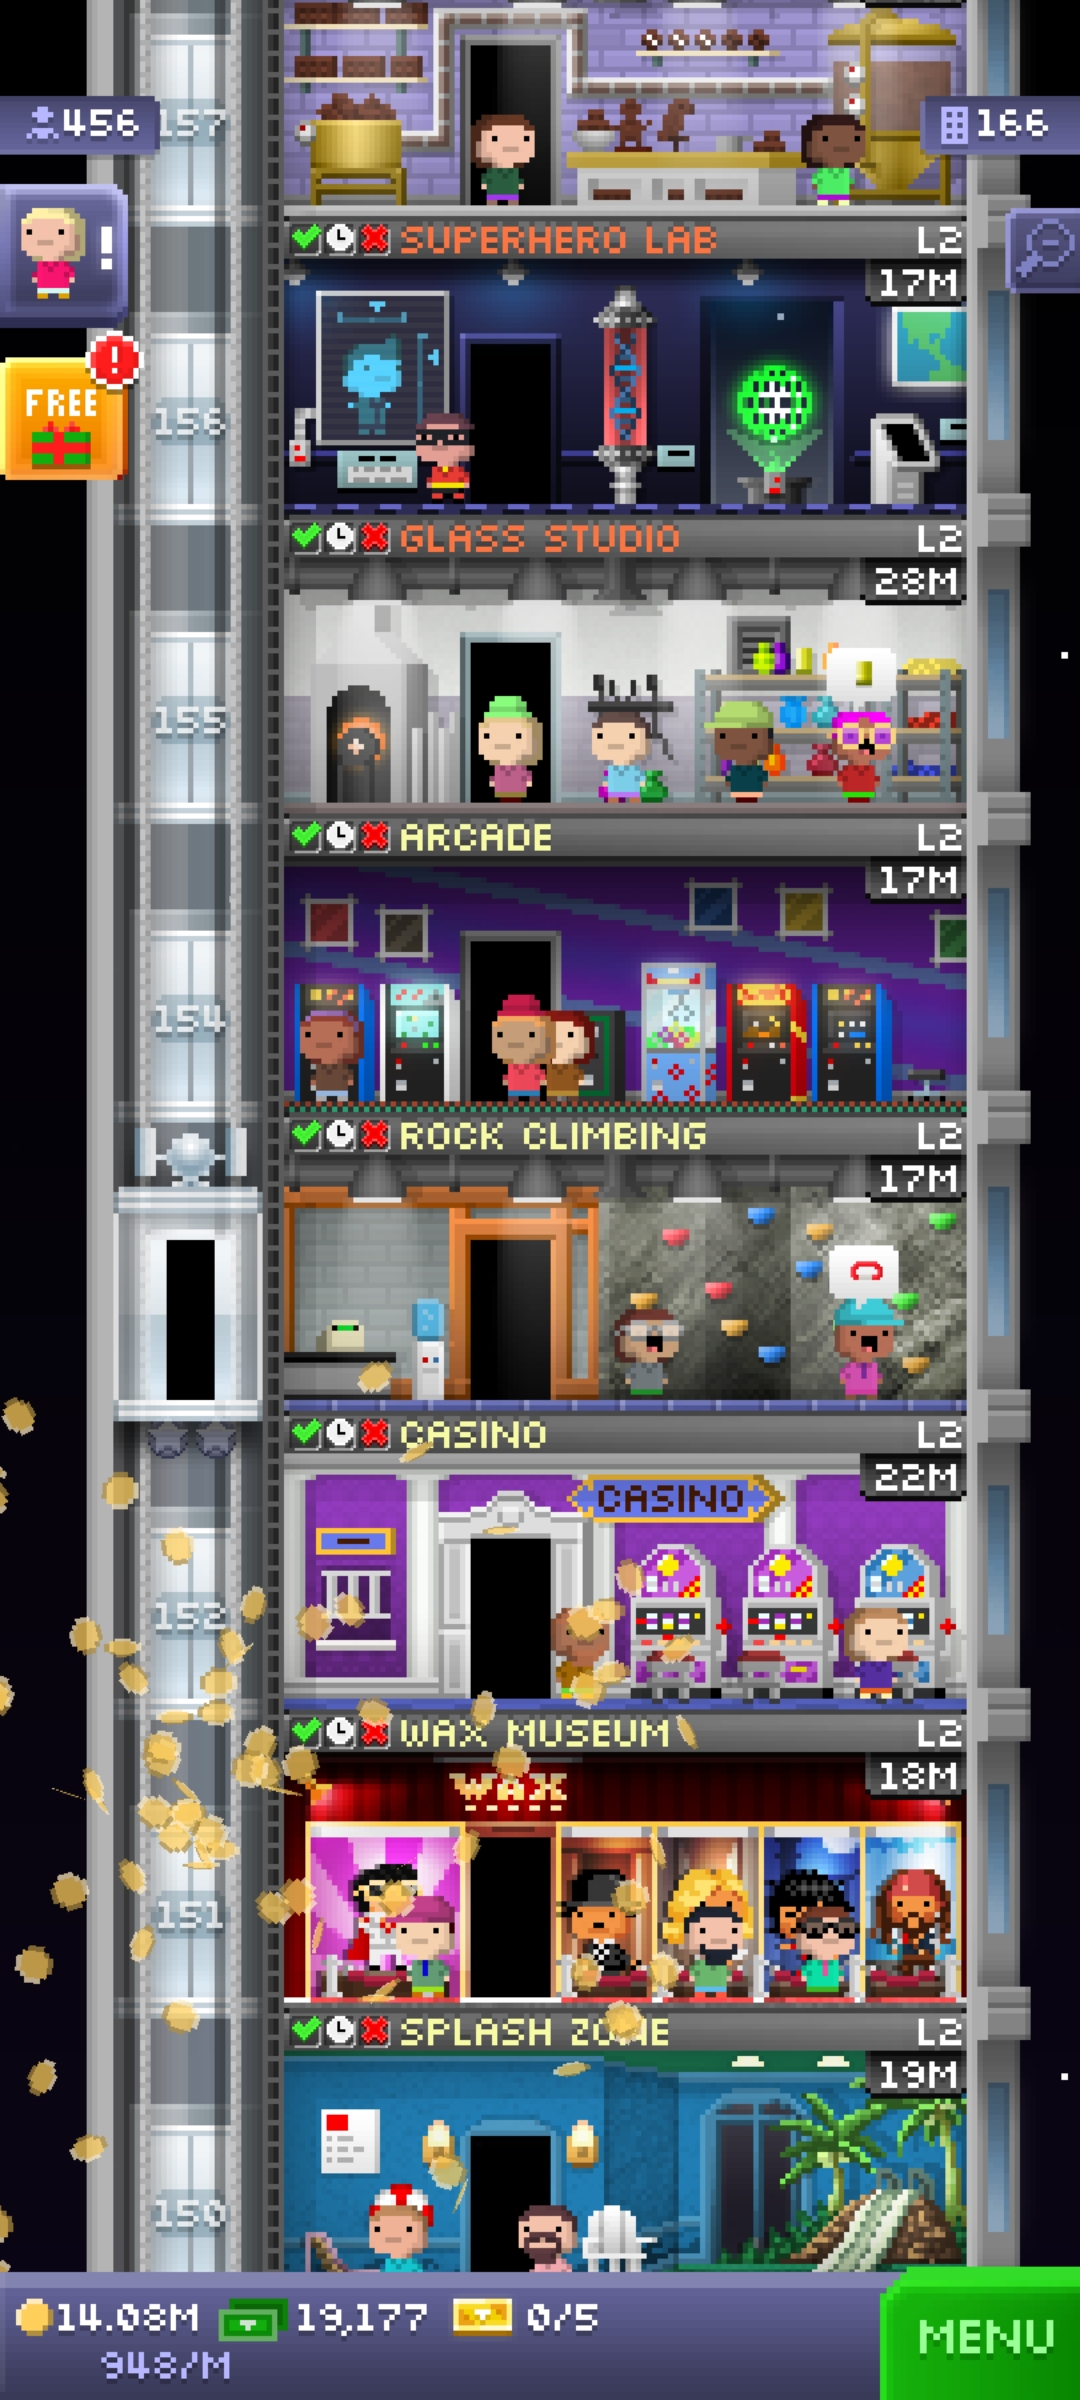 456
157
166
!
SUPERHERO LAB L2
17M
!
FREE
156
GLASS STUDIO L2
28M
155
ARCADE L2
17M
154
ROCK CLIMBING L2
17M
CASINO L2
22M
CASINO
152
WAX MUSEUM L2
18M
WAX
151
SPLASH ZONE L2
19M
150
14.08M 19,177 0/5
948/M
MENU